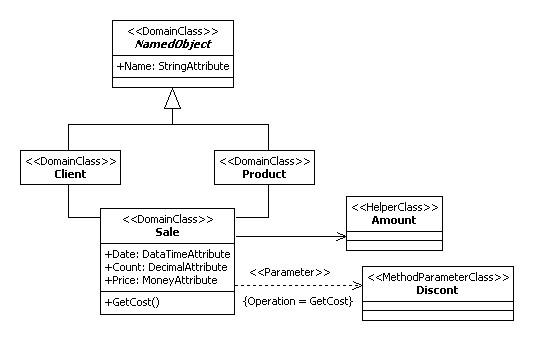 <<DomainClass>>
NamedObject
+Name: StringAttribute
<<DomainClass>>
Client
<<DomainClass>>
Product
<<DomainClass>>
Sale
+Date: DataTimeAttribute
+Count: DecimalAttribute
+Price: MoneyAttribute
+GetCost()
<<HelperClass>>
Amount
<<Parameter>>
{Operation = GetCost}
<<MethodParameterClass>>
Discont